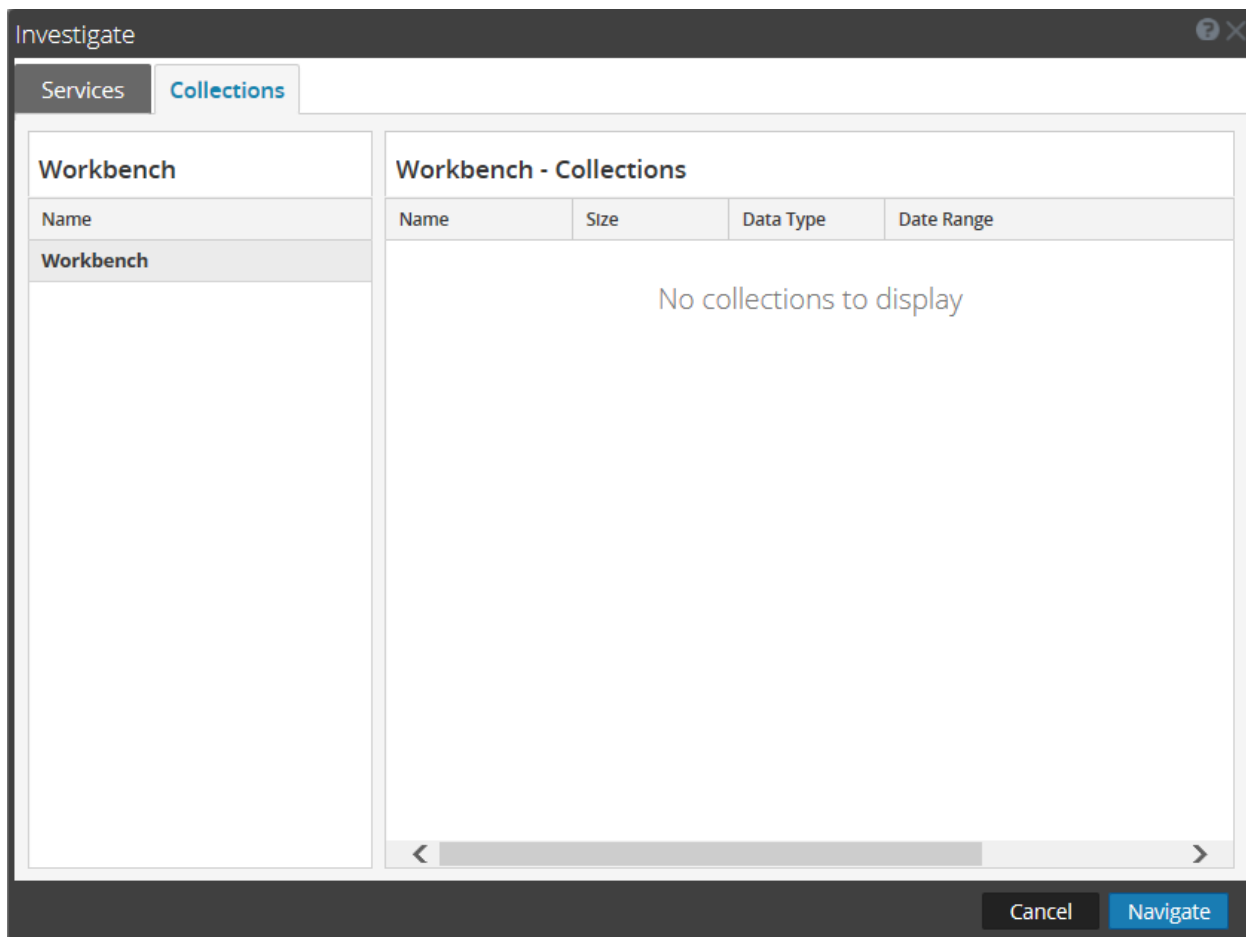 Investigate
Services
Collections
Workbench
Name
Workbench
Workbench - Collections
Name Size Data Type Date Range
No collections to display
Cancel Navigate